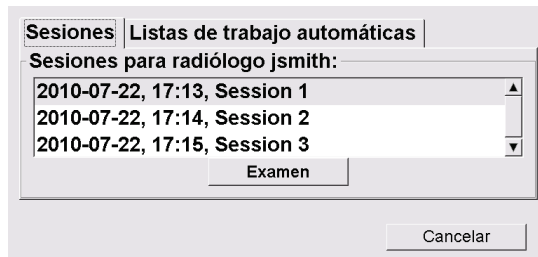 Sesiones Listas de trabajo automáticas
Sesiones para radiólogo jsmith:
2010-07-22, 17:13, Session 1
2010-07-22, 17:14, Session 2
2010-07-22, 17:15, Session 3
Examen
Cancelar